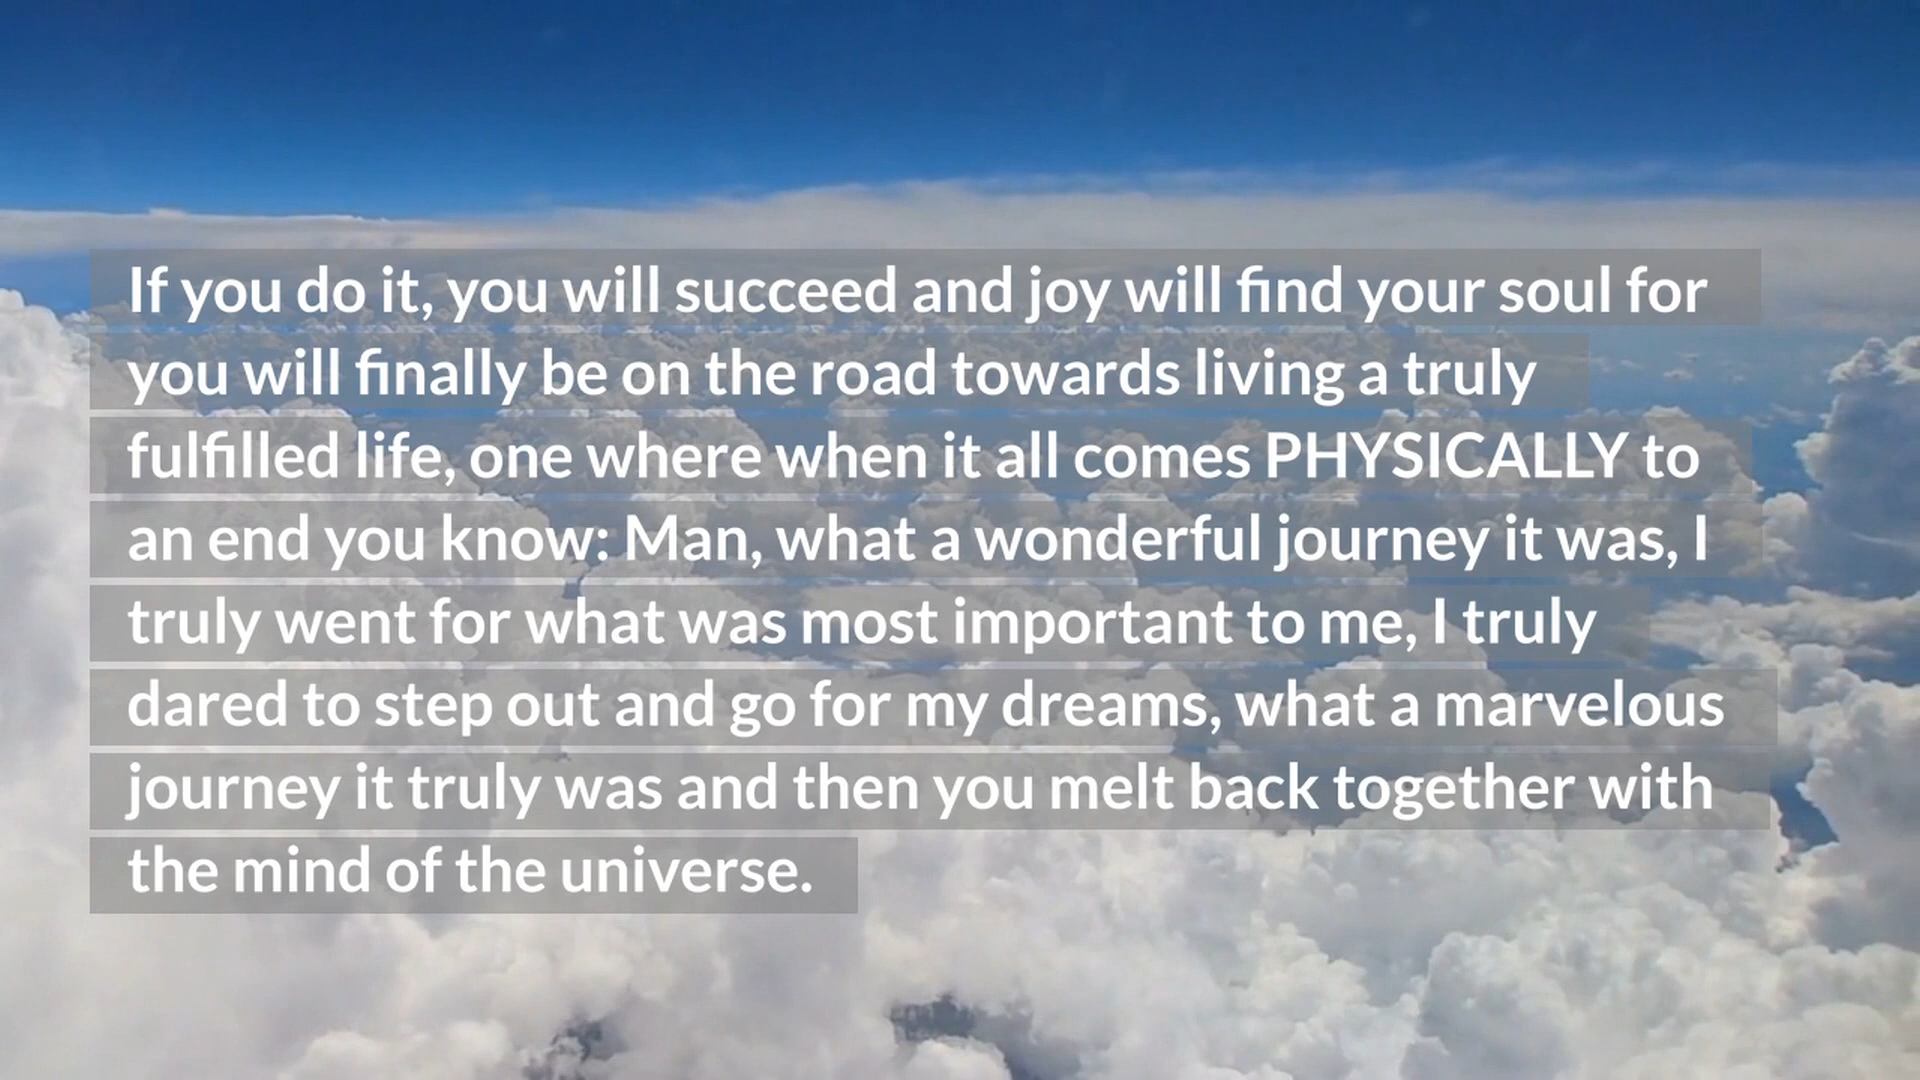 If you do it, you will succeed and joy will find your soul for
you will finally be on the road towards living a truly
fulfilled life, one where when it all comes PHYSICALLY to
an end you know: Man, what a wonderful journey it was, I
truly went for what was most important to me, I truly
dared to step out and go for my dreams, what a marvelous
journey it truly was and then you melt back together with
the mind of the universe.